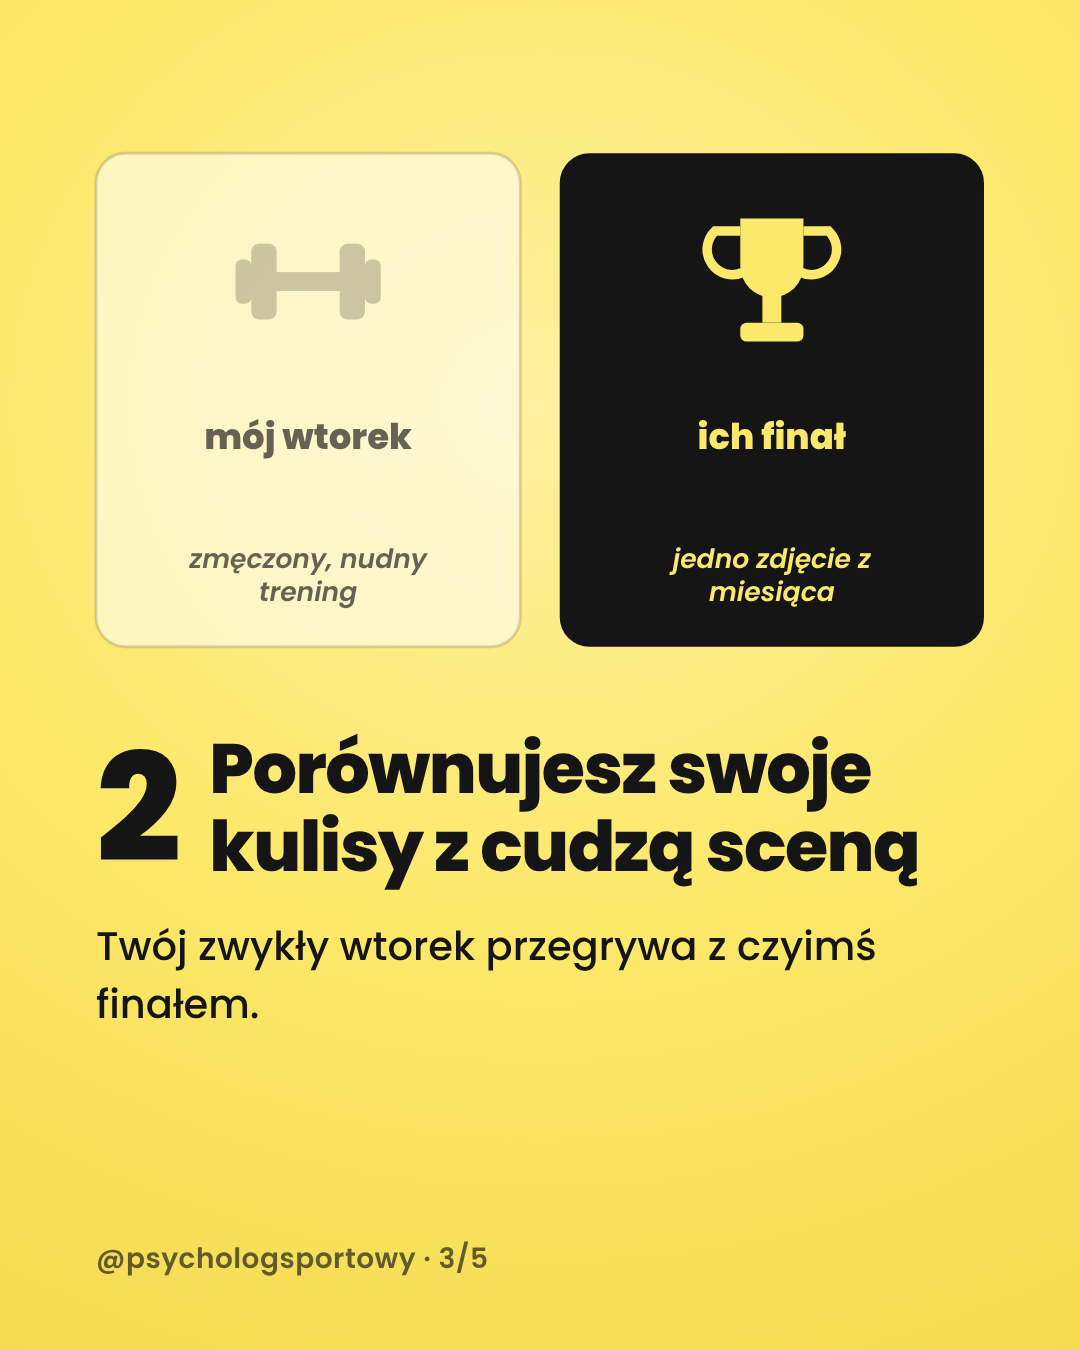 mój wtorek
zmęczony, nudny
trening
ich finał
jedno zdjęcie z
miesiąca
2
Porównujesz swoje
kulisy z cudzą sceną
Twój zwykły wtorek przegrywa z czyimś
finałem.
@psychologsportowy · 3/5